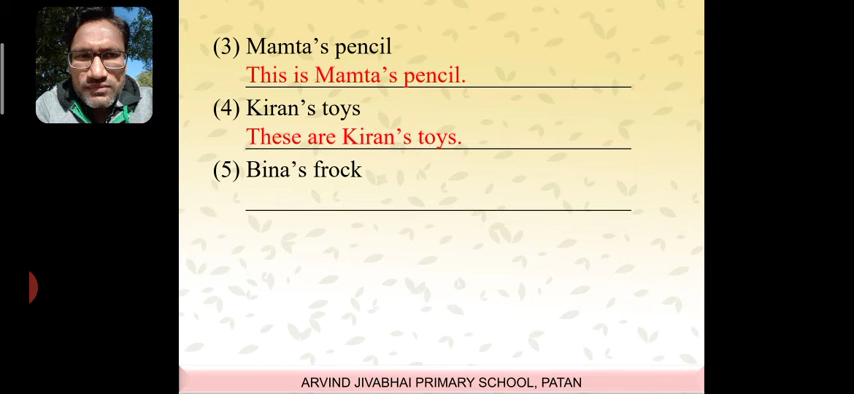 (3) Mamta’s pencil
This is Mamta’s pencil.
(4) Kiran’s toys
These are Kiran’s toys.
(5) Bina’s frock
ARVIND JIVABHAI PRIMARY SCHOOL, PATAN